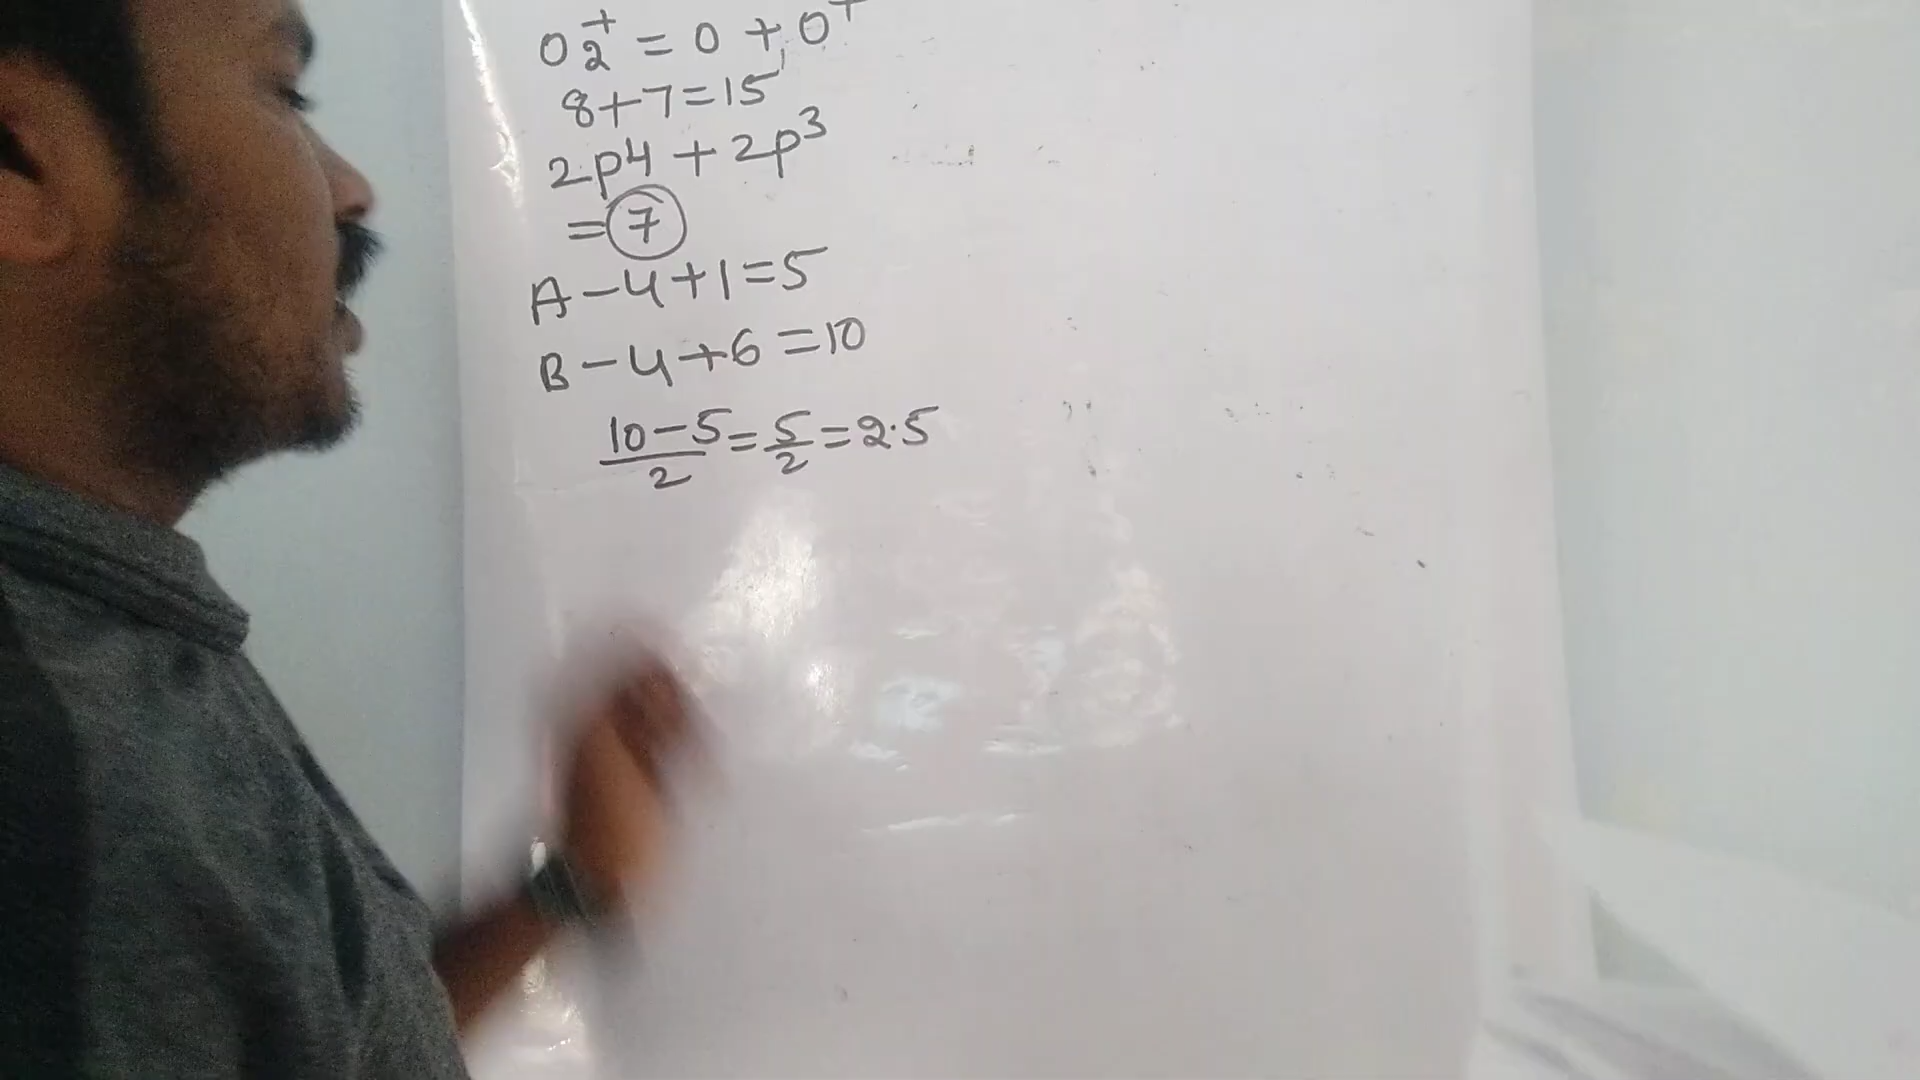 O₂⁺ = O + O⁺
8+7=15
2p4 + 2p³
= 7
A - 4+1=5
B - 4+6 =10
10-5/2 = 5/2 = 2.5